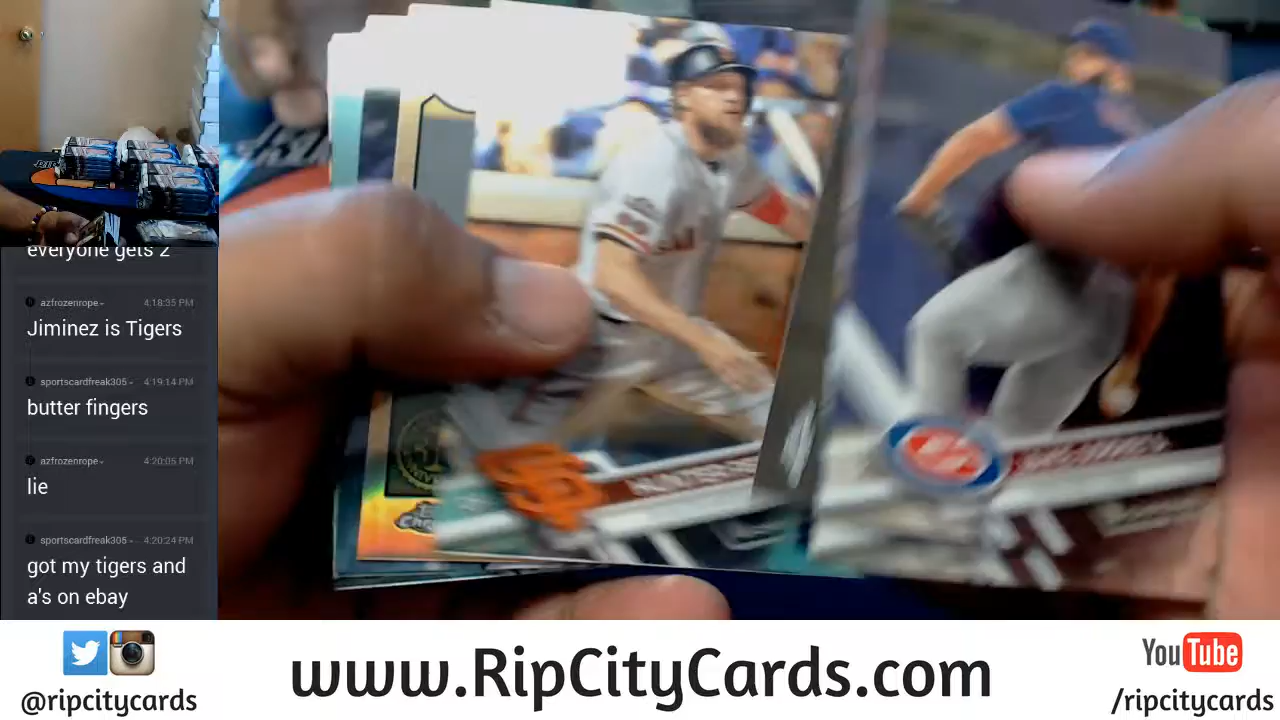 everyone gets 2
azfrozenrope 4:18:35 PM
Jiminez is Tigers
sportscardfreak305 4:19:14 PM
butter fingers
azfrozenrope 4:20:05 PM
lie
sportscardfreak305 4:20:24 PM
got my tigers and
a's on ebay
SF
@ripcitycards
www.RipCityCards.com
YouTube
/ripcitycards